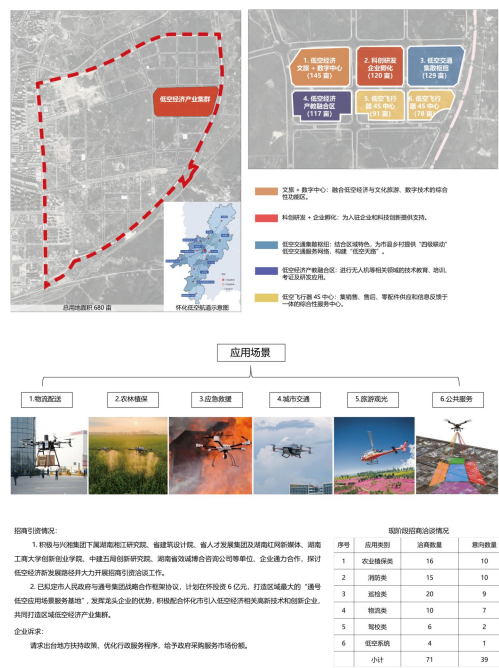 低空经济产业集群
总用地面积 680 亩
怀化低空航道示意图
1. 低空经济
文旅 + 数字中心
(145 亩)
2. 科创研发
企业孵化
(120 亩)
3. 低空交通
集散枢纽
(129 亩)
4. 低空经济
产教融合区
(117 亩)
5. 低空飞行
器 4S 中心
(91 亩)
6. 低空飞行
器 4S 中心
(78 亩)
文旅 + 数字中心：融合低空经济与文化旅游、数字技术的综合
性功能区。
科创研发 + 企业孵化：为入驻企业和科技创新提供支持。
低空交通集散枢纽：结合区域特色，为市县乡村提供 “四级联动”
低空交通服务网络，构建 “低空天路” 。
低空经济产教融合区：进行无人机等相关领域的技术教育、培训、
考证及研发应用。
低空飞行器 4S 中心：集销售、售后、零配件供应和信息反馈于
一体的综合性服务中心。
应用场景
1.物流配送
2.农林植保
3.应急救援
4.城市交通
5.旅游观光
6.公共服务
招商引资情况：
1. 积极与兴湘集团下属湖南湘江研究院、省建筑设计院、省人才发展集团及湖南红网新媒体、湖南
工商大学创新创业学院、中建五局创新研究院、湖南省效诚博合咨询公司等单位、企业通力合作，探讨
低空经济新发展路径并大力开展招商引资洽谈工作。
2. 已拟定市人民政府与通号集团战略合作框架协议，计划在怀投资 6 亿元，打造区域最大的 “通号
低空应用场景服务基地” ，发挥龙头企业的优势，积极配合怀化市引入低空经济相关高新技术和创新企业，
共同打造区域低空经济产业集群。
企业诉求：
请求出台地方扶持政策，优化行政服务程序，给予政府采购服务市场份额。
现阶段招商洽谈情况
序号 应用类别 洽商数量 意向数量
1 农业植保类 16 10
2 消防类 15 10
3 巡检类 20 9
4 物流类 10 7
5 驾校类 6 2
6 低空系统 4 1
小计 71 39